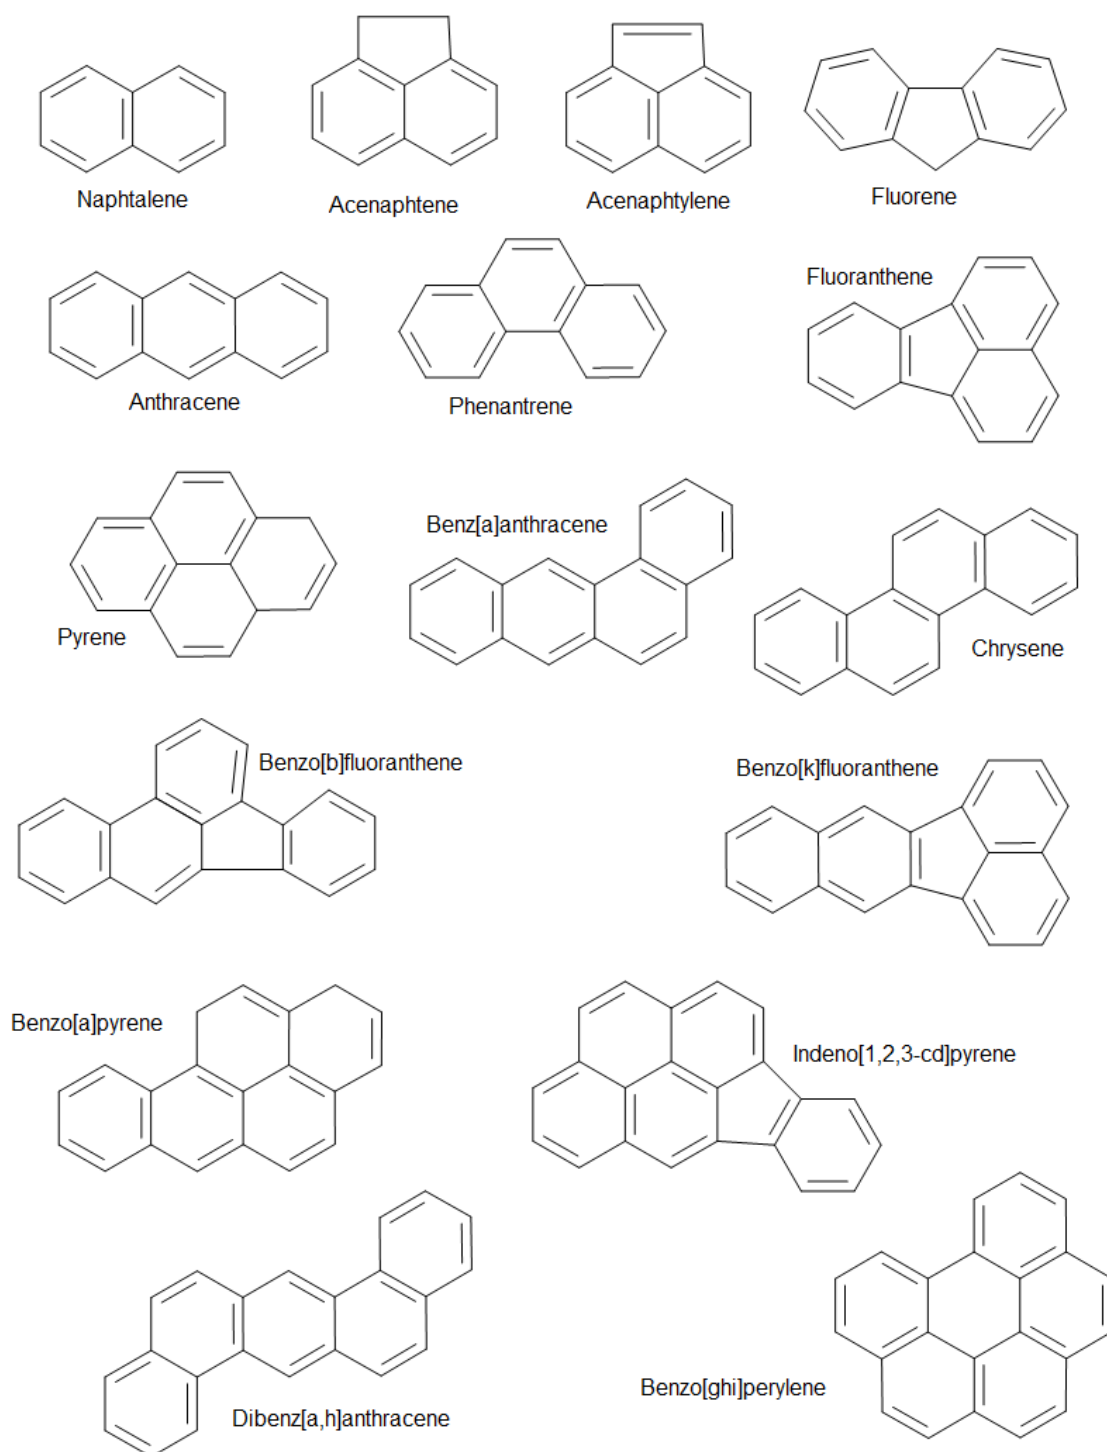 Naphtalene
Acenaphtene
Acenaphtylene
Fluorene
Anthracene
Phenantrene
Fluoranthene
Pyrene
Benz[a]anthracene
Chrysene
Benzo[b]fluoranthene
Benzo[k]fluoranthene
Benzo[a]pyrene
Indeno[1,2,3-cd]pyrene
Dibenz[a,h]anthracene
Benzo[ghi]perylene